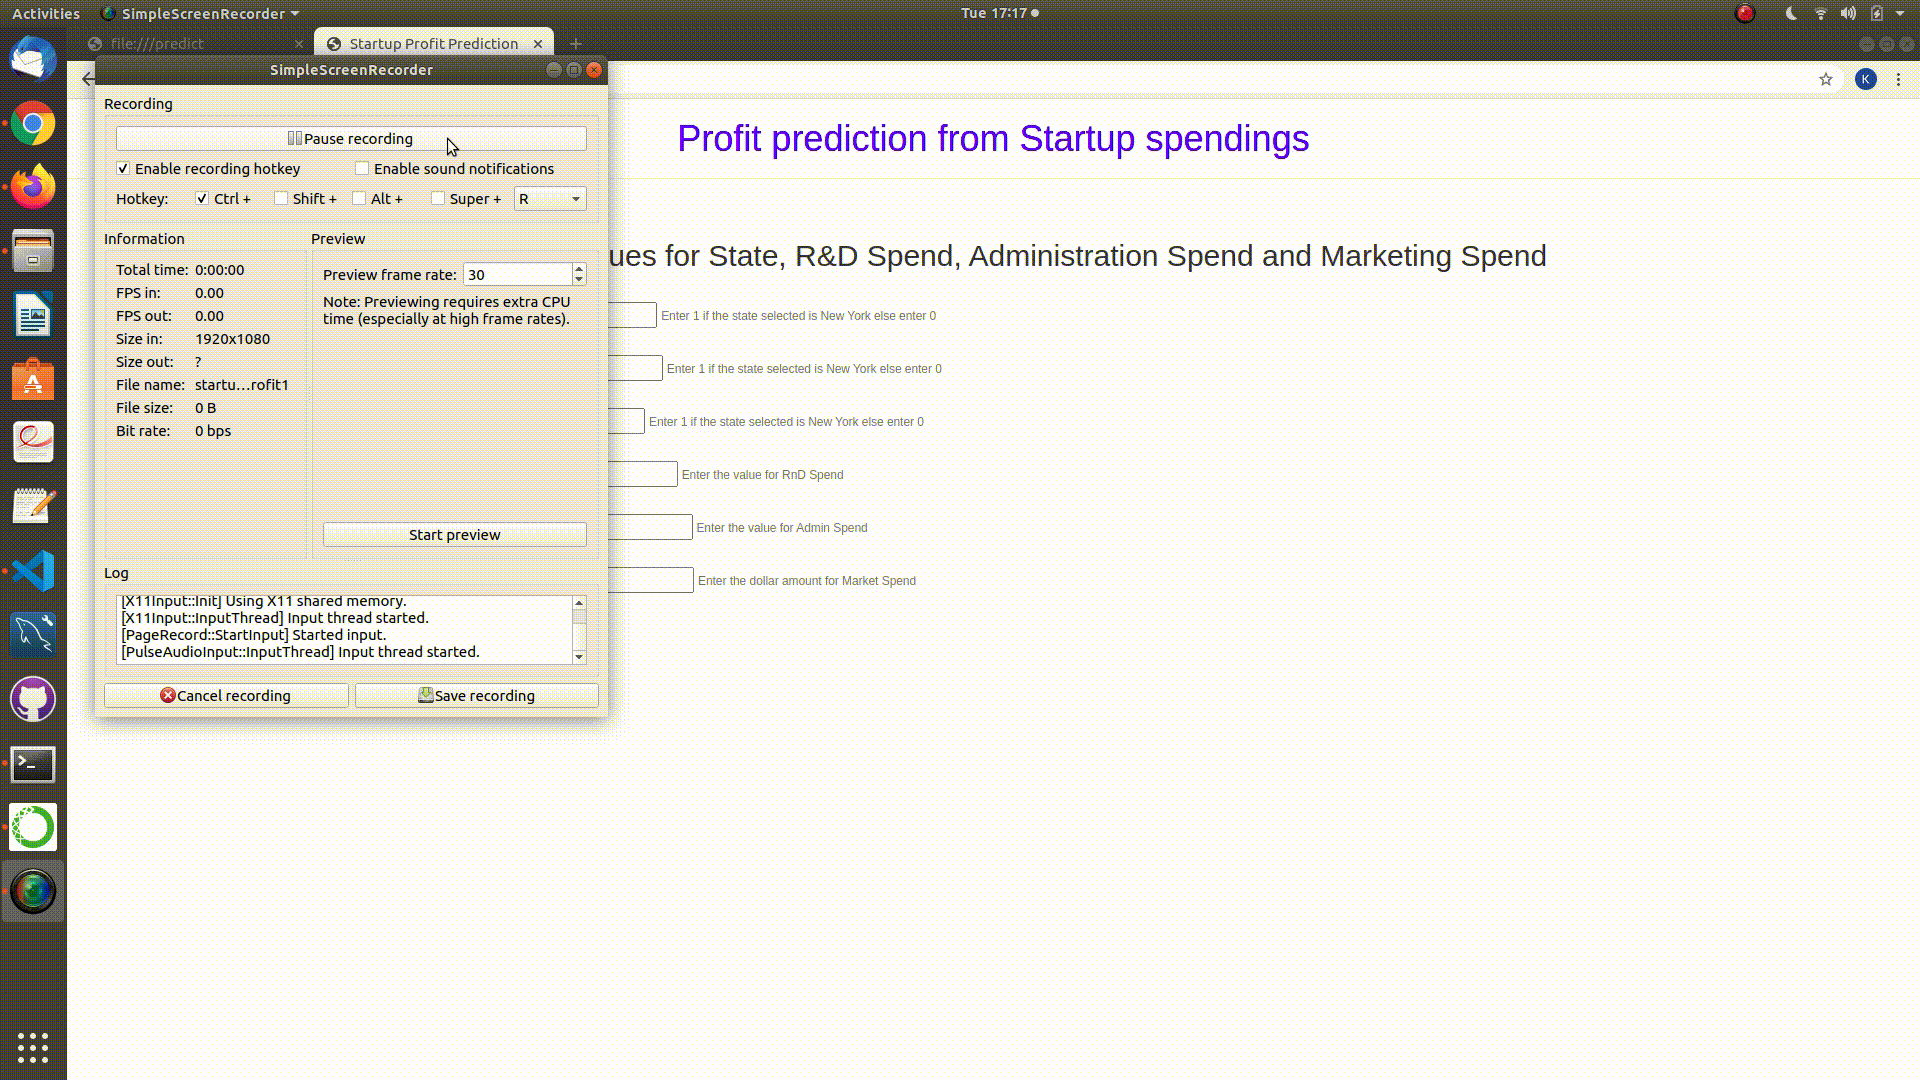 Activities
SimpleScreenRecorder
Tue 17:17
file:///predict
Startup Profit Prediction
K
SimpleScreenRecorder
Recording
Pause recording
Enable recording hotkey
Enable sound notifications
Hotkey:
Ctrl +
Shift +
Alt +
Super +
R
Information
Total time: 0:00:00
FPS in: 0.00
FPS out: 0.00
Size in: 1920x1080
Size out: ?
File name: startu...rofit1
File size: 0 B
Bit rate: 0 bps
Preview
Preview frame rate: 30
Note: Previewing requires extra CPU
time (especially at high frame rates).
Start preview
Log
[X11Input::Init] Using X11 shared memory.
[X11Input::InputThread] Input thread started.
[PageRecord::StartInput] Started input.
[PulseAudioInput::InputThread] Input thread started.
Cancel recording
Save recording
Profit prediction from Startup spendings
ues for State, R&D Spend, Administration Spend and Marketing Spend
Enter 1 if the state selected is New York else enter 0
Enter 1 if the state selected is New York else enter 0
Enter 1 if the state selected is New York else enter 0
Enter the value for RnD Spend
Enter the value for Admin Spend
Enter the dollar amount for Market Spend